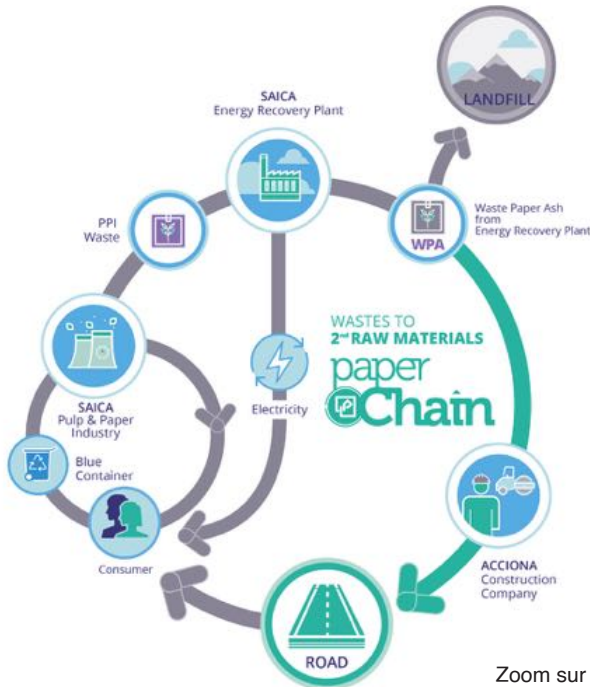 LANDFILL
SAICA
Energy Recovery Plant
PPI
Waste
WPA
Waste Paper Ash
from
Energy Recovery Plant
WASTES TO
2nd RAW MATERIALS
paper
Chain
Electricity
SAICA
Pulp & Paper
Industry
Blue
Container
Consumer
ACCIONA
Construction
Company
ROAD
Zoom sur